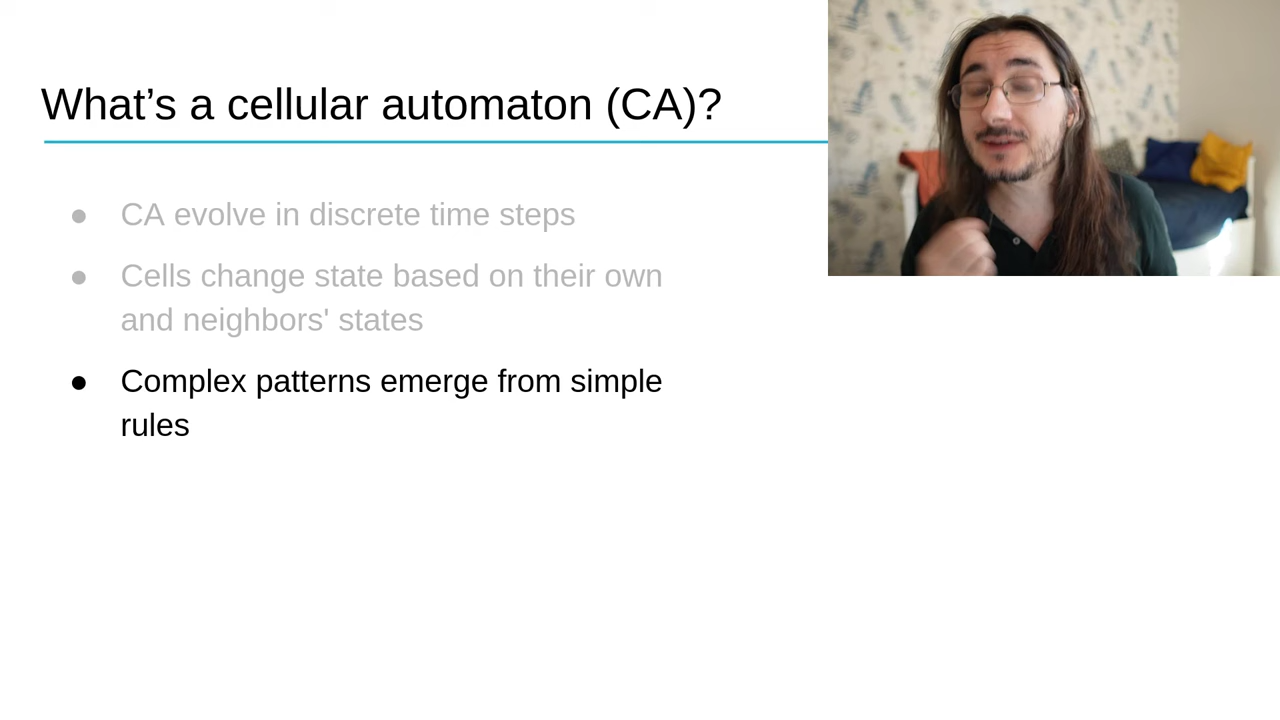 What’s a cellular automaton (CA)?
● CA evolve in discrete time steps
● Cells change state based on their own
and neighbors' states
● Complex patterns emerge from simple
rules